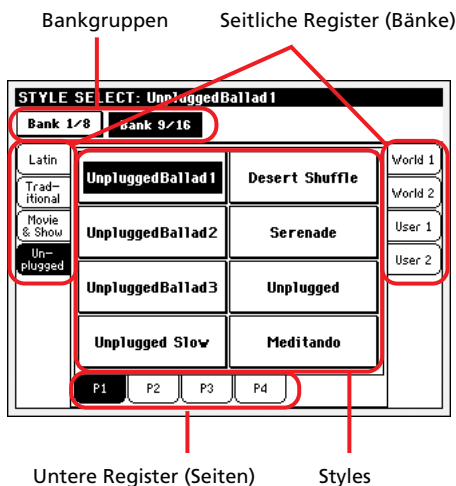 Bankgruppen Seitliche Register (Bänke)
STYLE SELECT: UnpluggedBallad1
Bank 1/8 Bank 9/16
Latin
Trad-
itional
Movie
& Show
Un-
plugged
UnpluggedBallad1 Desert Shuffle
UnpluggedBallad2 Serenade
UnpluggedBallad3 Unplugged
Unplugged Slow Meditando
World 1
World 2
User 1
User 2
P1 P2 P3 P4
Untere Register (Seiten) Styles